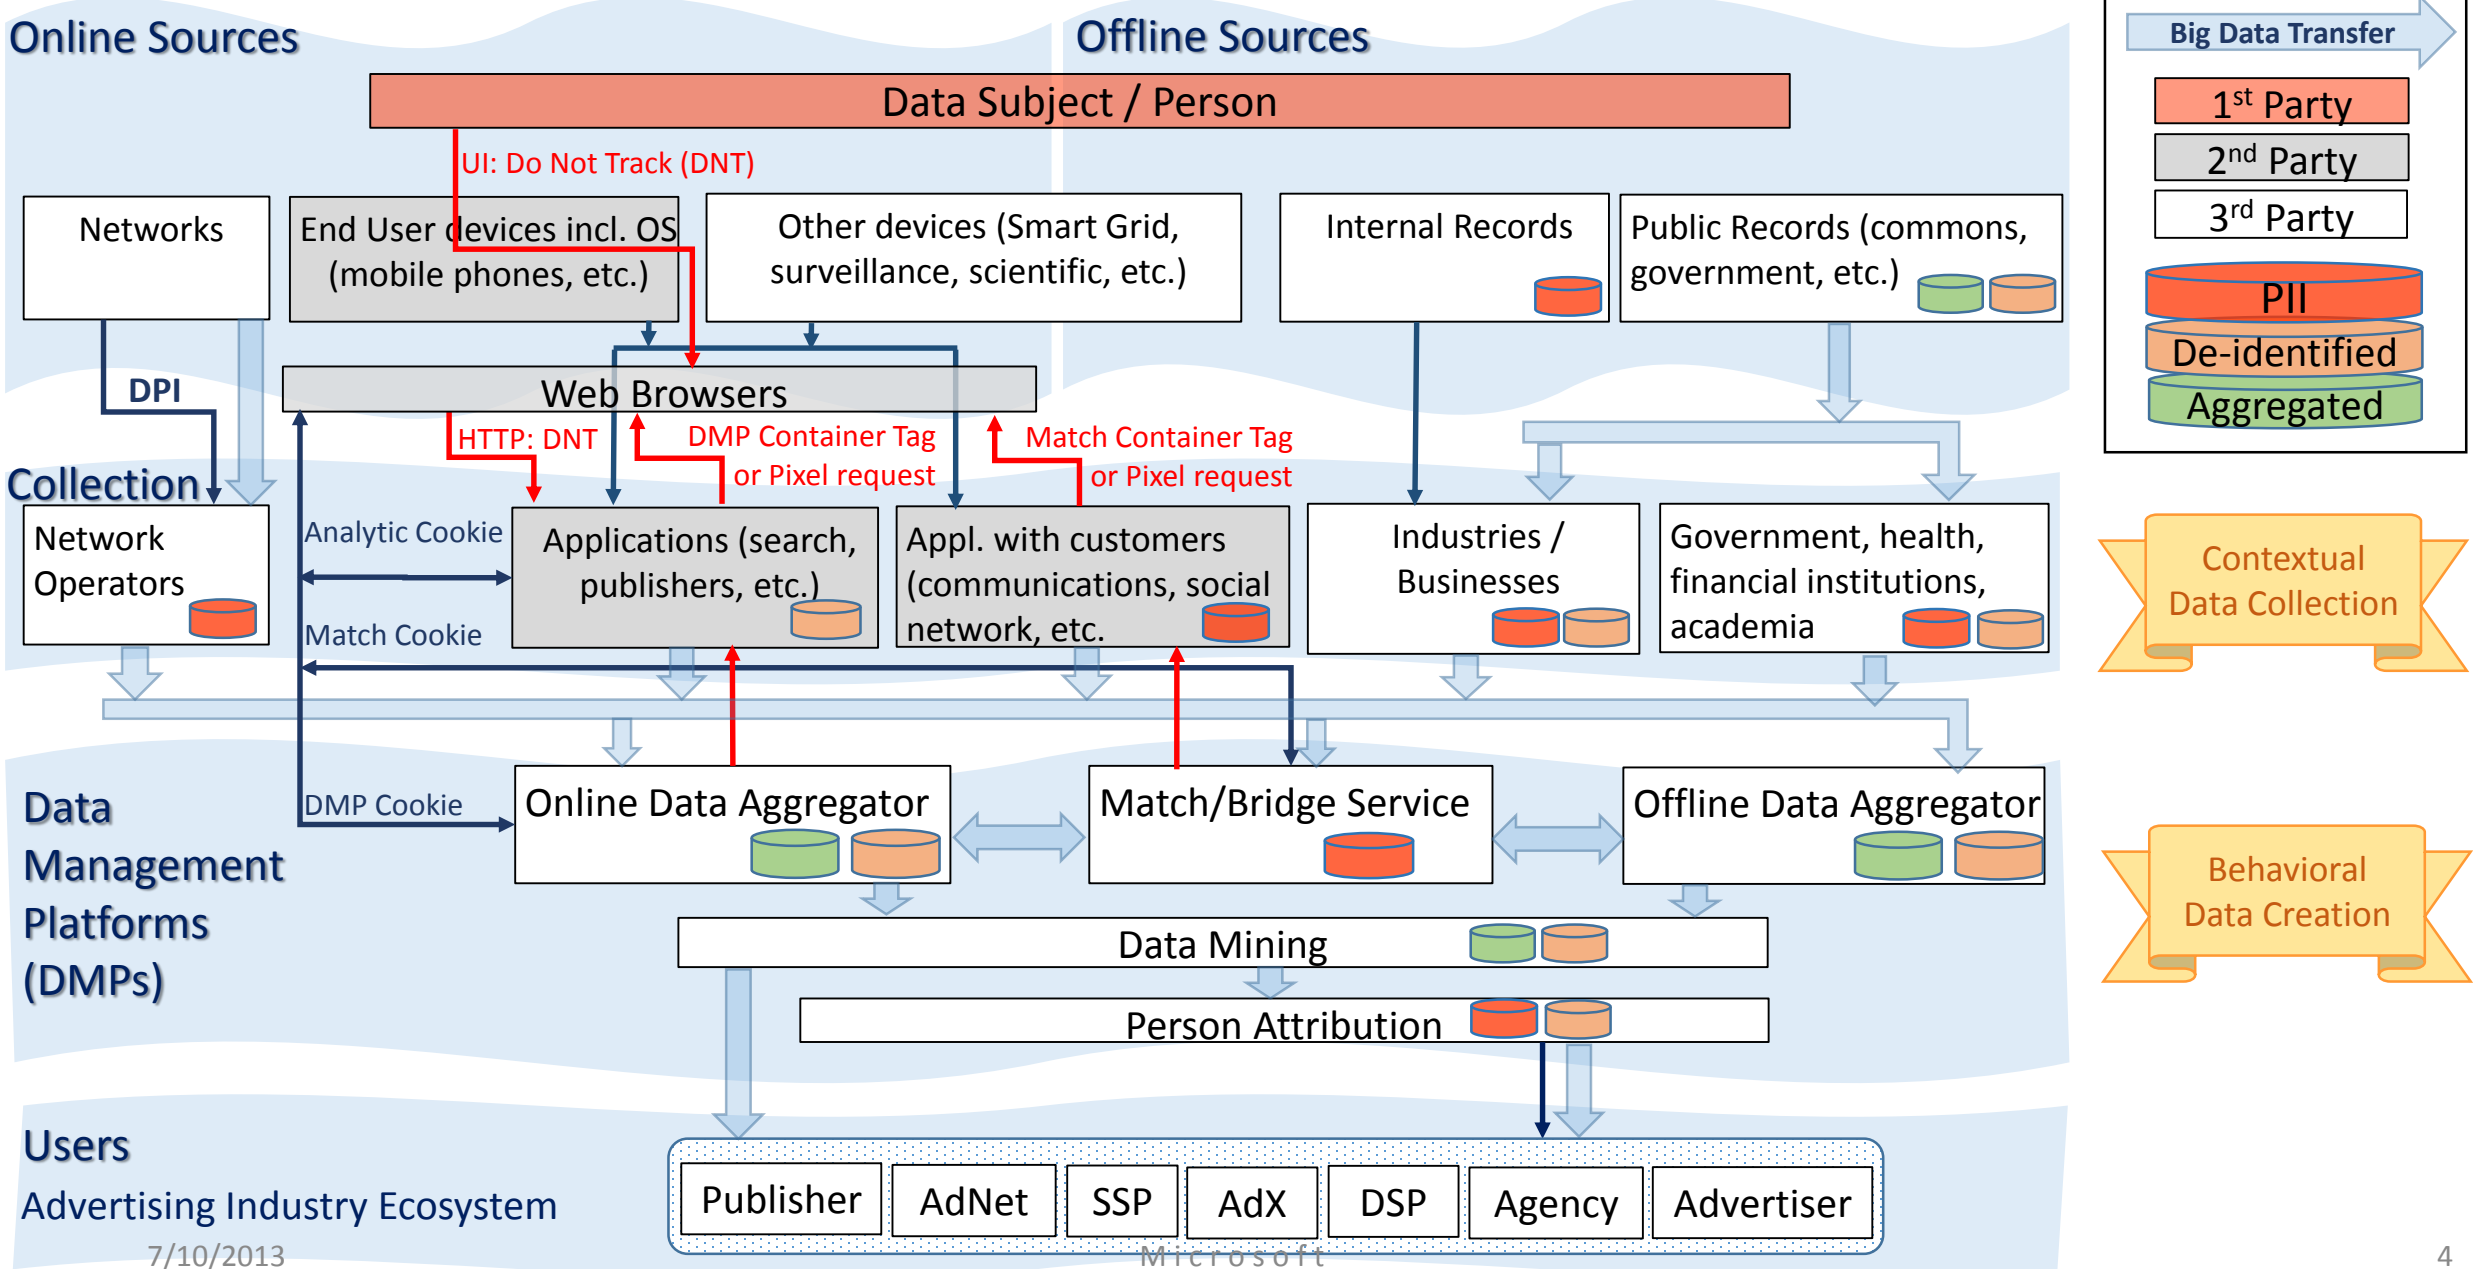 Online Sources
Offline Sources
Big Data Transfer
Data Subject / Person
1st Party
2nd Party
3rd Party
PII
De-identified
Aggregated
UI: Do Not Track (DNT)
Networks
End User devices incl. OS
(mobile phones, etc.)
Other devices (Smart Grid,
surveillance, scientific, etc.)
Internal Records
Public Records (commons,
government, etc.)
DPI
Web Browsers
HTTP: DNT
DMP Container Tag
or Pixel request
Match Container Tag
or Pixel request
Collection
Network
Operators
Analytic Cookie
Match Cookie
Applications (search,
publishers, etc.)
Appl. with customers
(communications, social
network, etc.
Industries /
Businesses
Government, health,
financial institutions,
academia
Contextual
Data Collection
Data
Management
Platforms
(DMPs)
DMP Cookie
Online Data Aggregator
Match/Bridge Service
Offline Data Aggregator
Behavioral
Data Creation
Data Mining
Person Attribution
Users
Advertising Industry Ecosystem
Publisher
AdNet
SSP
AdX
DSP
Agency
Advertiser
7/10/2013
Microsoft
4